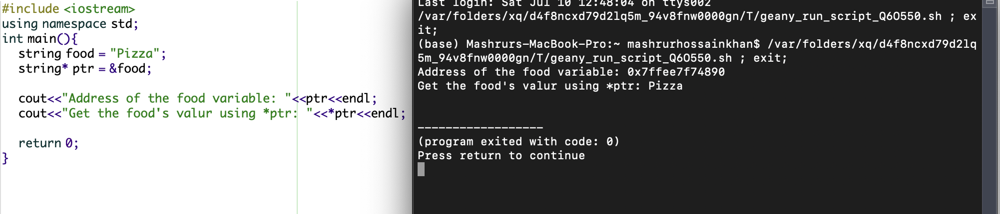 #include <iostream>
using namespace std;
int main(){
string food = "Pizza";
string* ptr = &food;
cout<<"Address of the food variable: "<<ptr<<endl;
cout<<"Get the food's valur using *ptr: "<<*ptr<<endl;
return 0;
}
Last login: Sat Jul 10 12:48:04 on ttys002
/var/folders/xq/d4f8ncxd79d2lq5m_94v8fnw0000gn/T/geany_run_script_Q6O550.sh ; ex
it;
(base) Mashrurs-MacBook-Pro:~ mashrurhossainkhan$ /var/folders/xq/d4f8ncxd79d2lq
5m_94v8fnw0000gn/T/geany_run_script_Q6O550.sh ; exit;
Address of the food variable: 0x7ffee7f74890
Get the food's valur using *ptr: Pizza
------------------
(program exited with code: 0)
Press return to continue